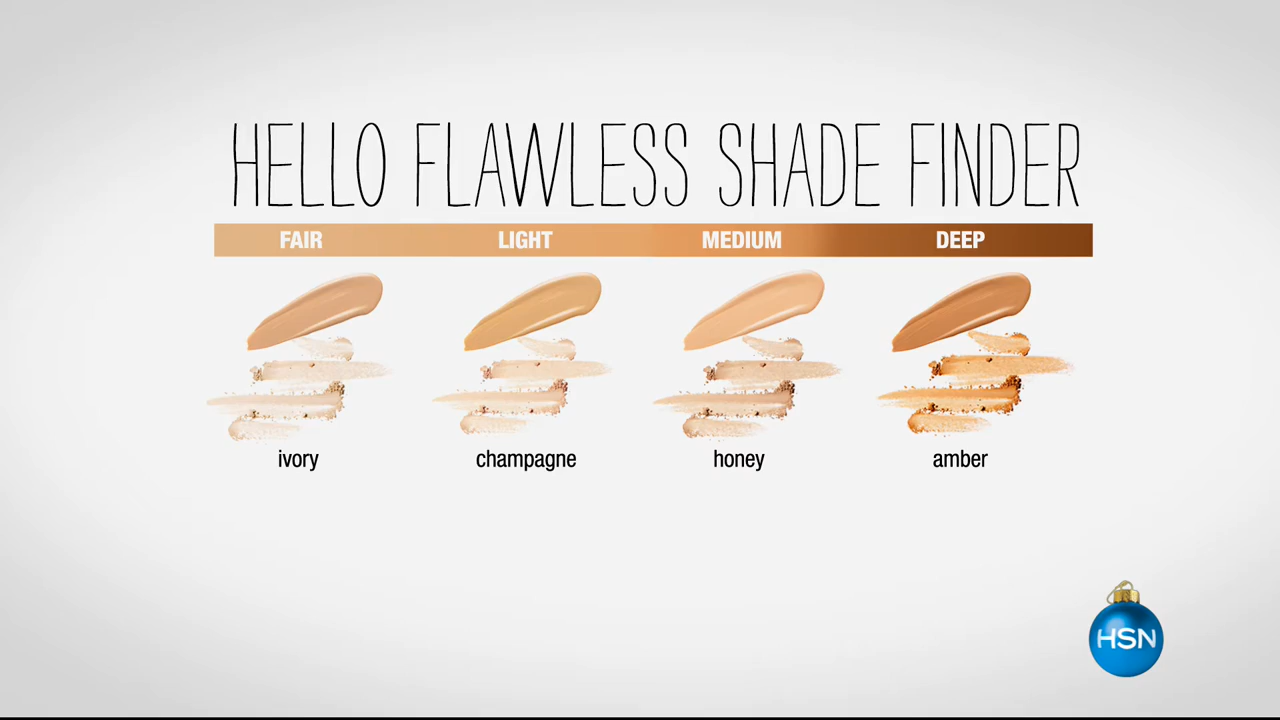 HELLO FLAWLESS SHADE FINDER
FAIR LIGHT MEDIUM DEEP
ivory champagne honey amber
HSN